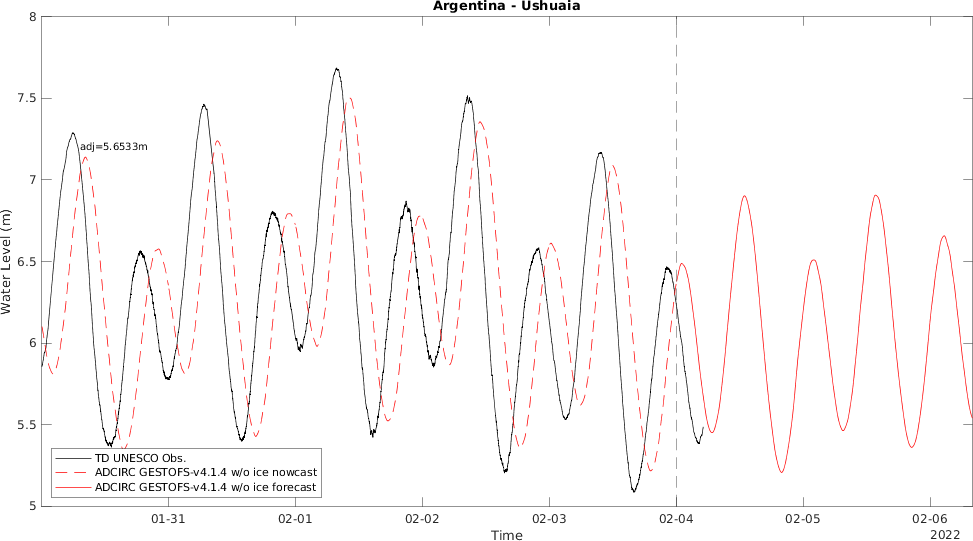 Argentina - Ushuaia
8
7.5
7
6.5
6
5.5
5
Water Level (m)
adj=5.6533m
TD UNESCO Obs.
ADCIRC GESTOFS-v4.1.4 w/o ice nowcast
ADCIRC GESTOFS-v4.1.4 w/o ice forecast
01-31 02-01 02-02 02-03 02-04 02-05 02-06
Time
2022